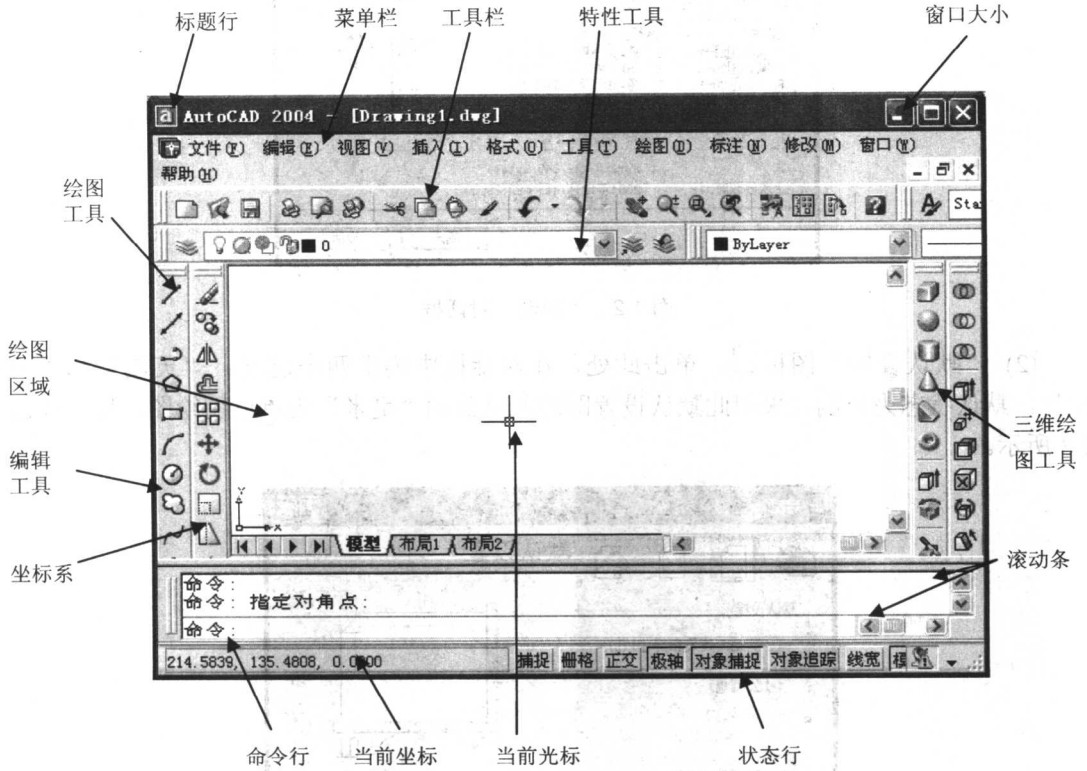 标题行
菜单栏
工具栏
特性工具
窗口大小
AutoCAD 2004 - [Drawing1.dwg]
文件(F) 编辑(E) 视图(V) 插入(I) 格式(O) 工具(T) 绘图(D) 标注(N) 修改(M) 窗口(W)
帮助(H)
绘图
工具
0
ByLayer
绘图
区域
三维绘
图工具
编辑
工具
Y
X
模型 布局1 布局2
坐标系
滚动条
命令:
命令: 指定对角点:
命令:
214.5839, 135.4808, 0.0000
捕捉 栅格 正交 极轴 对象捕捉 对象追踪 线宽
命令行
当前坐标
当前光标
状态行